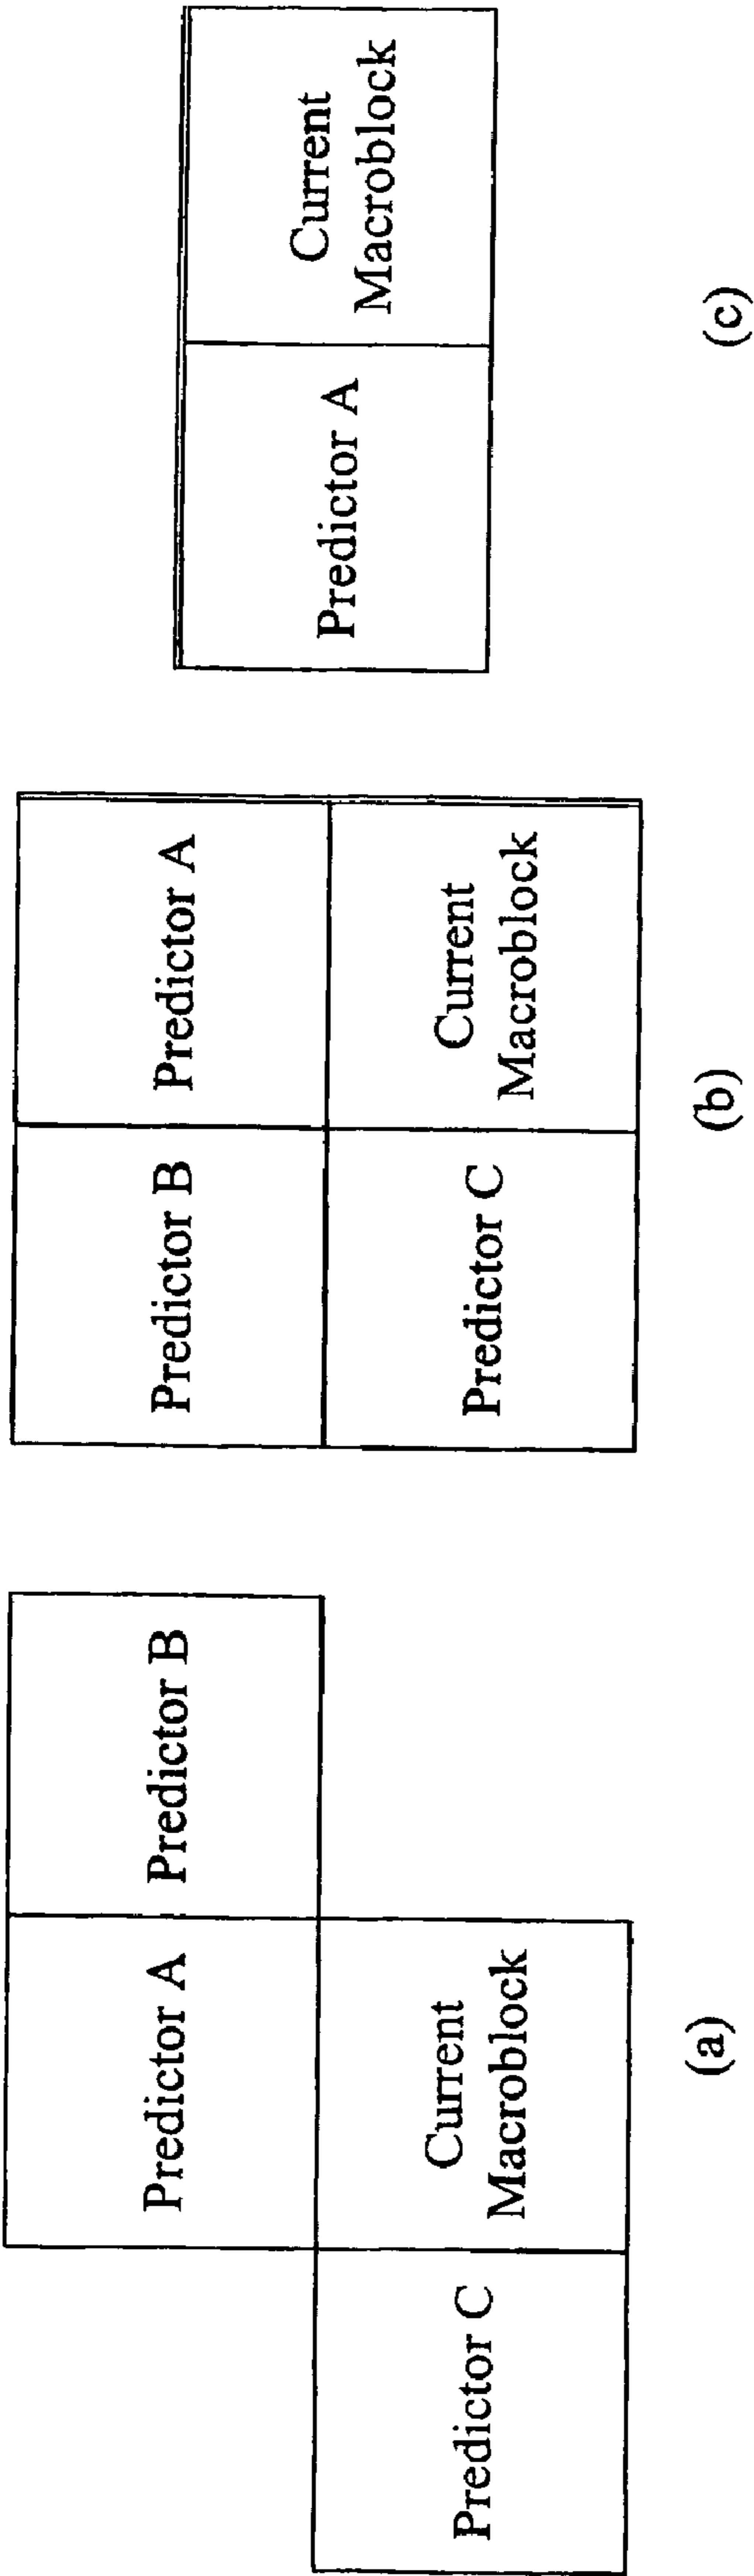 Predictor A
Predictor B
Predictor C
Current
Macroblock
(a)
Predictor B
Predictor A
Predictor C
Current
Macroblock
(b)
Predictor A
Current
Macroblock
(c)